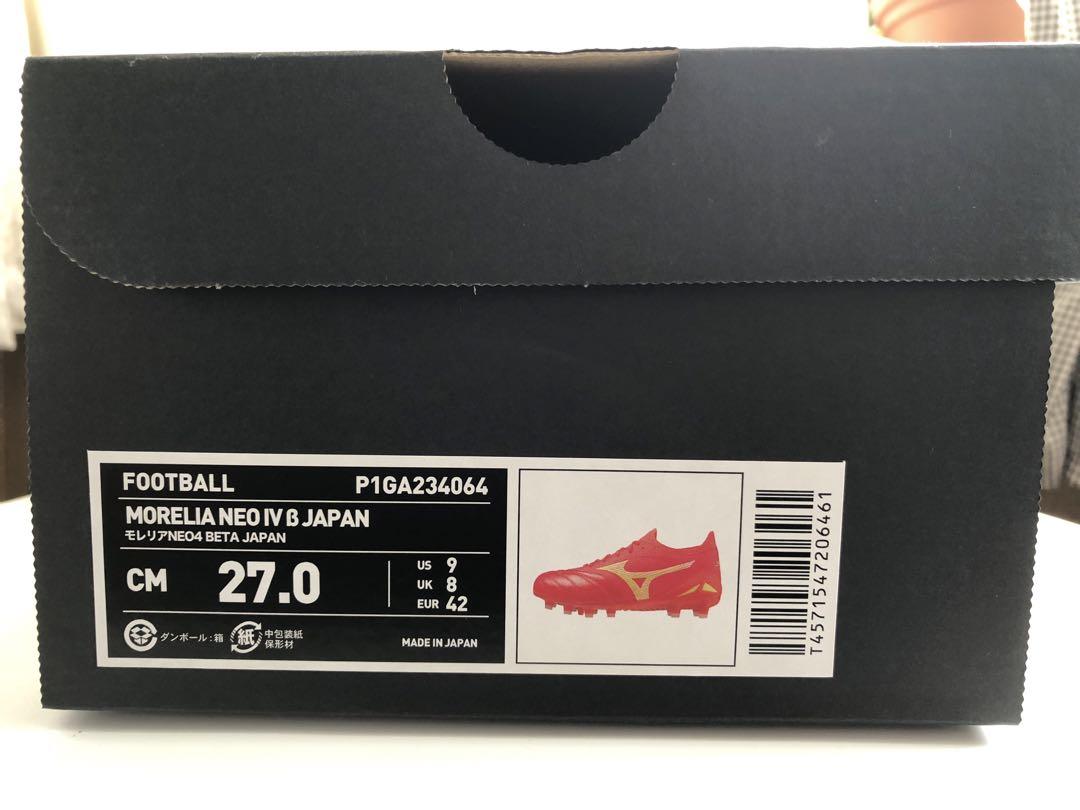 FOOTBALL P1GA234064
MORELIA NEO IV β JAPAN
モレリアNEO4 BETA JAPAN
CM 27.0
US 9
UK 8
EUR 42
ダンボール:箱
紙 中包装紙
保形材
MADE IN JAPAN
T4571547206461